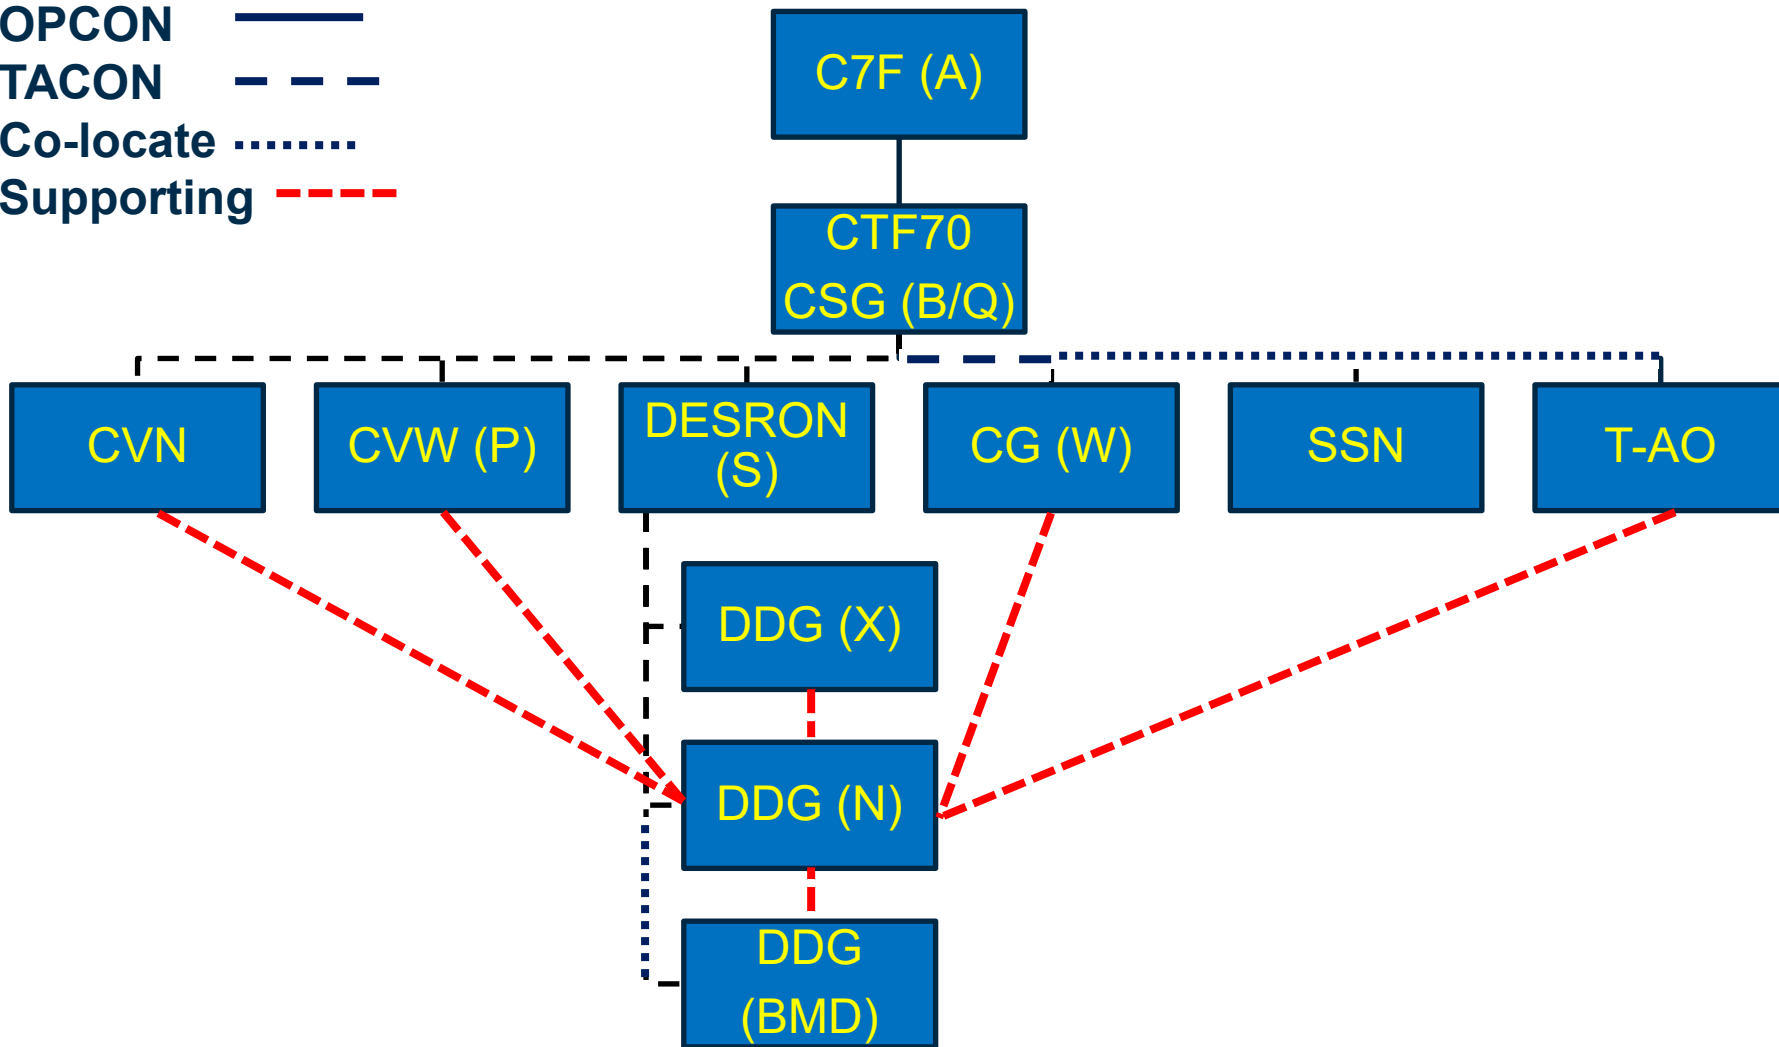 OPCON
TACON
Co-locate
Supporting
C7F (A)
CTF70
CSG (B/Q)
CVN
CVW (P)
DESRON
(S)
CG (W)
SSN
T-AO
DDG (X)
DDG (N)
DDG
(BMD)